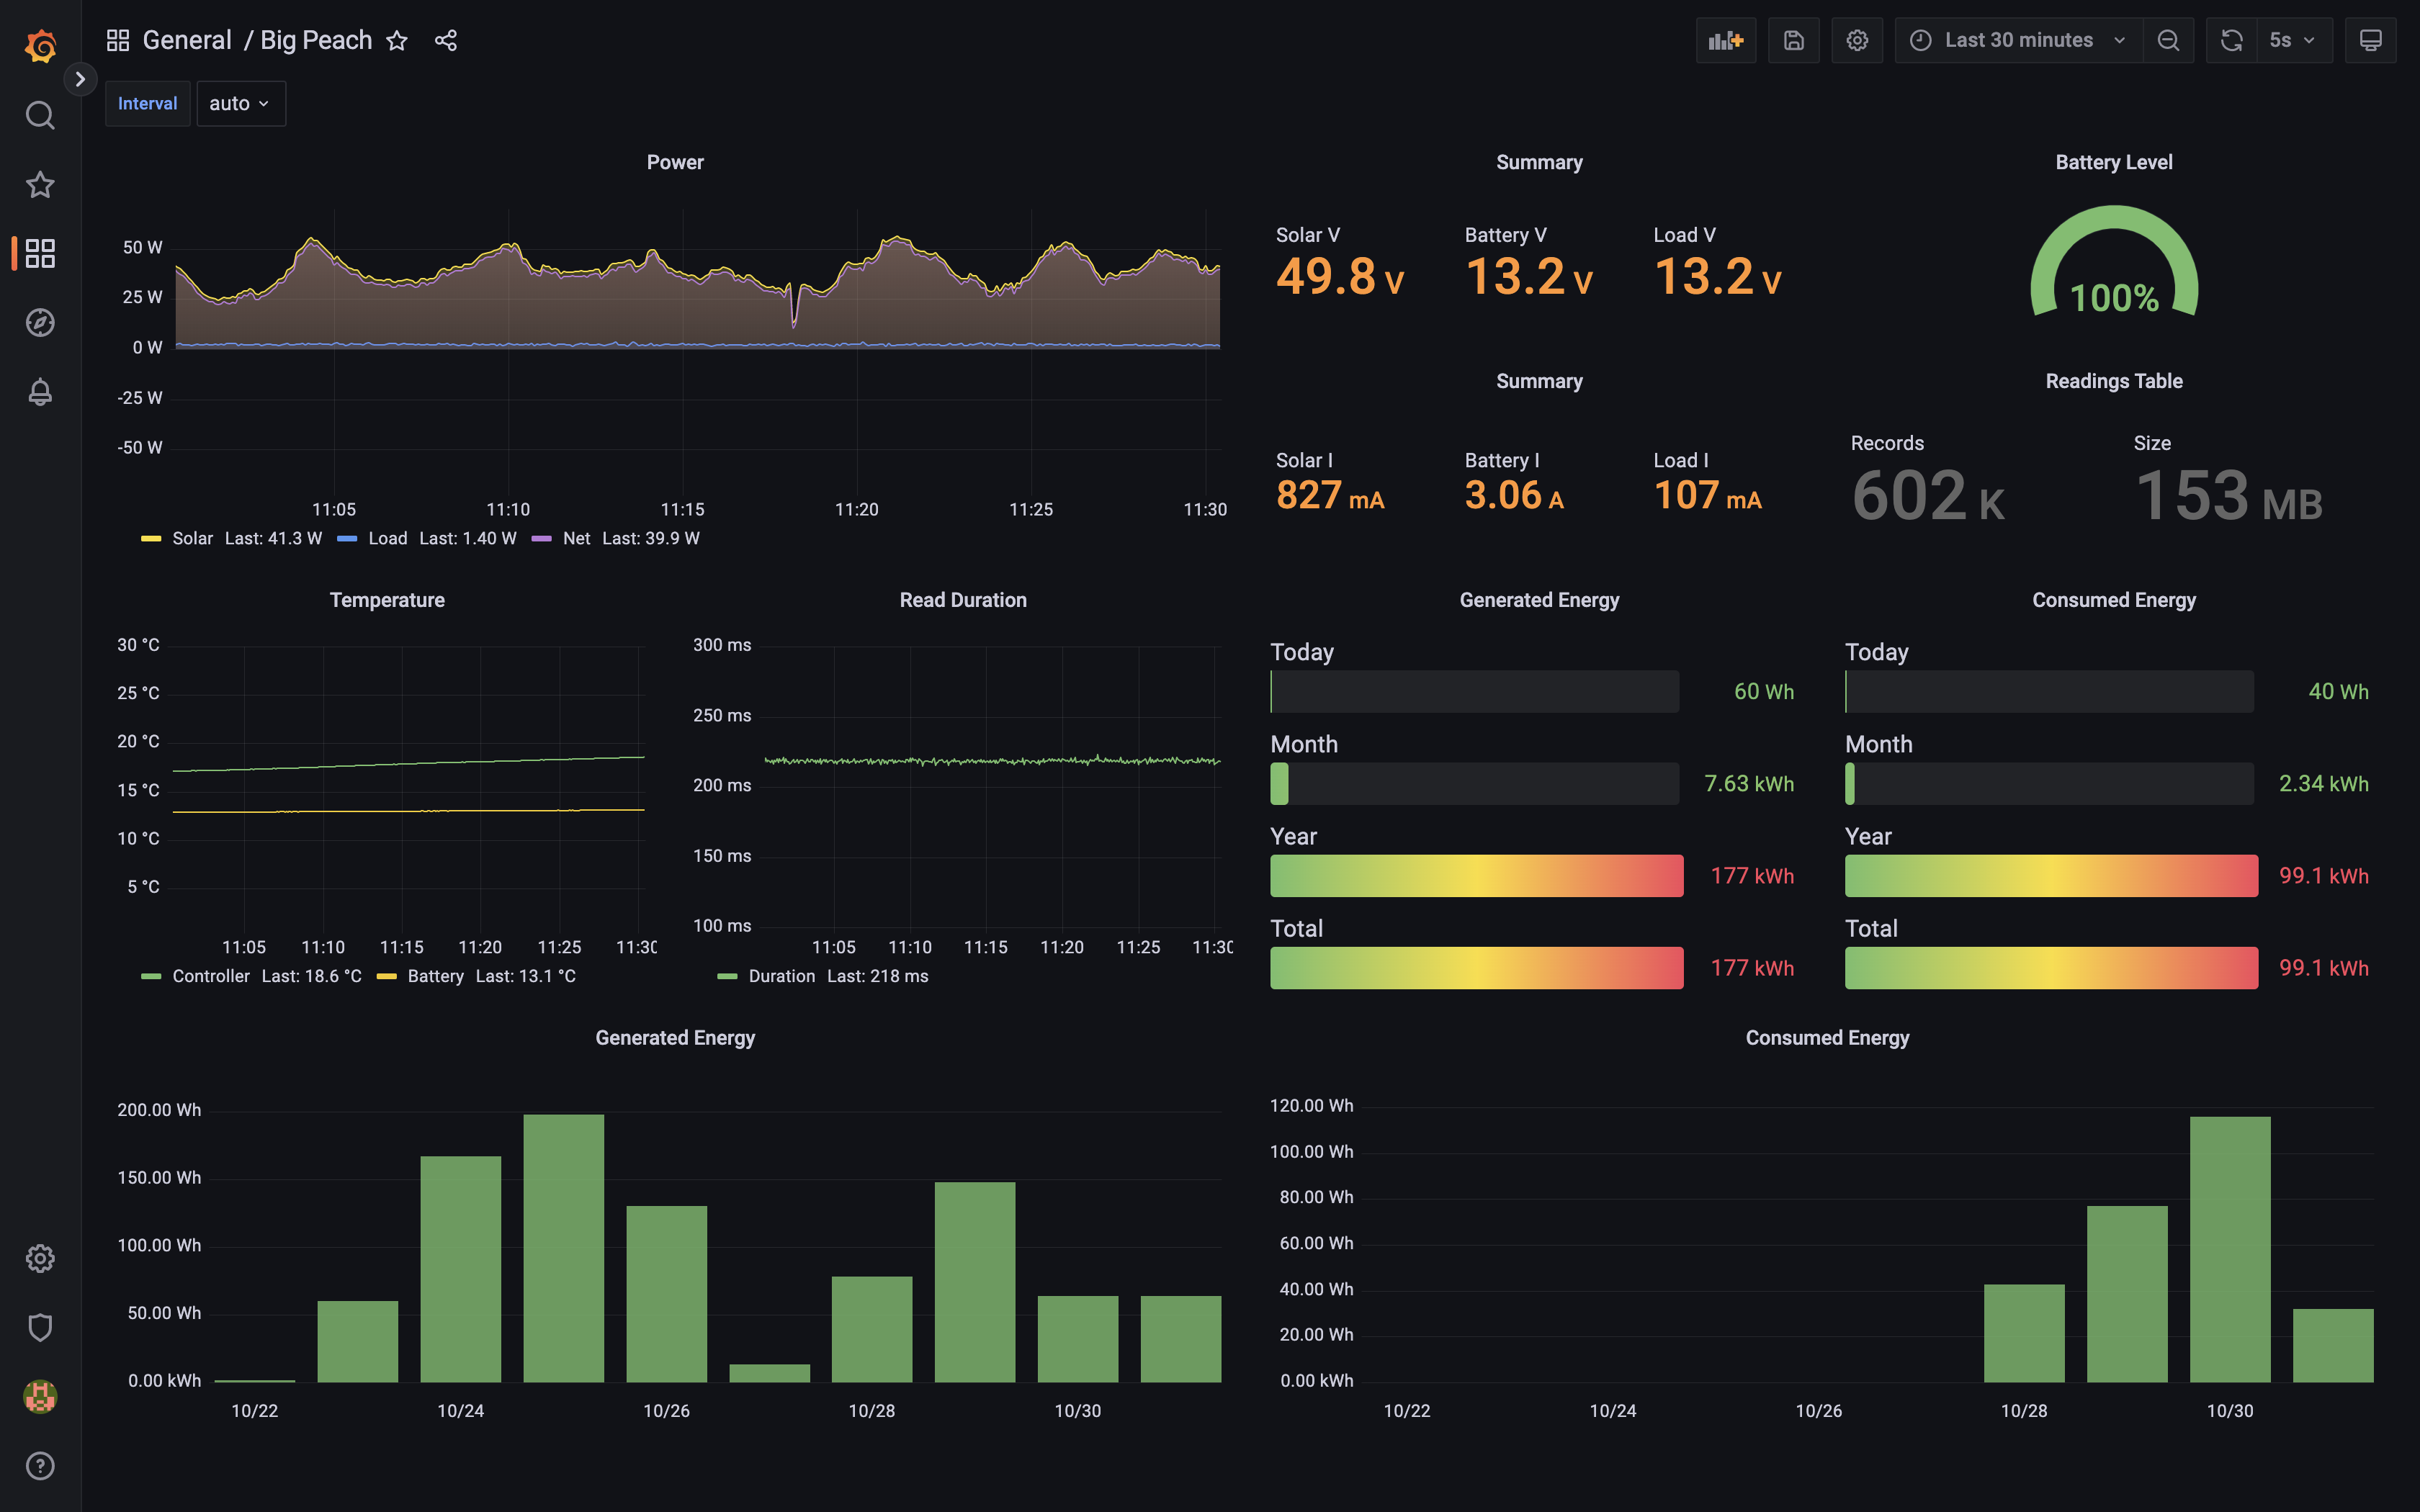 General / Big Peach
Last 30 minutes
5s
Interval
auto
Power
50 W
25 W
0 W
-25 W
-50 W
11:05 11:10 11:15 11:20 11:25 11:30
Solar Last: 41.3 W Load Last: 1.40 W Net Last: 39.9 W
Summary
Solar V Battery V Load V
49.8 V 13.2 V 13.2 V
Battery Level
100%
Summary
Solar I Battery I Load I
827 mA 3.06 A 107 mA
Readings Table
Records Size
602 K 153 MB
Temperature
30 °C
25 °C
20 °C
15 °C
10 °C
5 °C
11:05 11:10 11:15 11:20 11:25 11:30
Controller Last: 18.6 °C Battery Last: 13.1 °C
Read Duration
300 ms
250 ms
200 ms
150 ms
100 ms
11:05 11:10 11:15 11:20 11:25 11:30
Duration Last: 218 ms
Generated Energy
Today
60 Wh
Month
7.63 kWh
Year
177 kWh
Total
177 kWh
Consumed Energy
Today
40 Wh
Month
2.34 kWh
Year
99.1 kWh
Total
99.1 kWh
Generated Energy
200.00 Wh
150.00 Wh
100.00 Wh
50.00 Wh
0.00 kWh
10/22 10/24 10/26 10/28 10/30
Consumed Energy
120.00 Wh
100.00 Wh
80.00 Wh
60.00 Wh
40.00 Wh
20.00 Wh
0.00 kWh
10/22 10/24 10/26 10/28 10/30